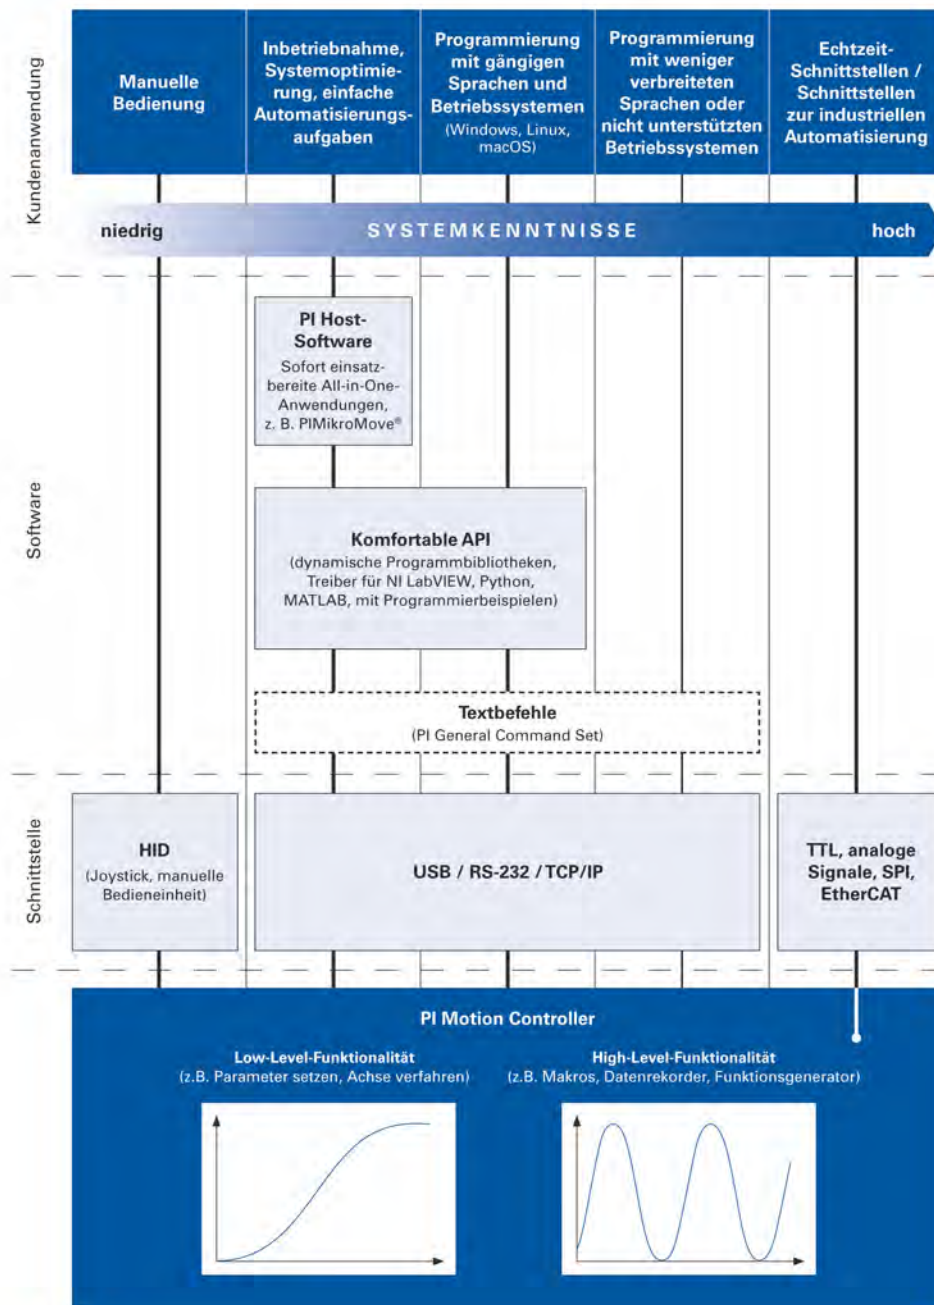 Kundenanwendung
Manuelle
Bedienung
Inbetriebnahme,
Systemoptimie-
rung, einfache
Automatisierungs-
aufgaben
Programmierung
mit gängigen
Sprachen und
Betriebssystemen
(Windows, Linux,
macOS)
Programmierung
mit weniger
verbreiteten
Sprachen oder
nicht unterstützten
Betriebssystemen
Echtzeit-
Schnittstellen /
Schnittstellen
zur industriellen
Automatisierung
niedrig SYSTEMKENNTNISSE hoch
Software
PI Host-
Software
Sofort einsatz-
bereite All-in-One-
Anwendungen,
z. B. PIMikroMove®
Komfortable API
(dynamische Programmbibliotheken,
Treiber für NI LabVIEW, Python,
MATLAB, mit Programmierbeispielen)
Textbefehle
(PI General Command Set)
Schnittstelle
HID
(Joystick, manuelle
Bedieneinheit)
USB / RS-232 / TCP/IP
TTL, analoge
Signale, SPI,
EtherCAT
PI Motion Controller
Low-Level-Funktionalität
(z.B. Parameter setzen, Achse verfahren)
High-Level-Funktionalität
(z.B. Makros, Datenrekorder, Funktionsgenerator)